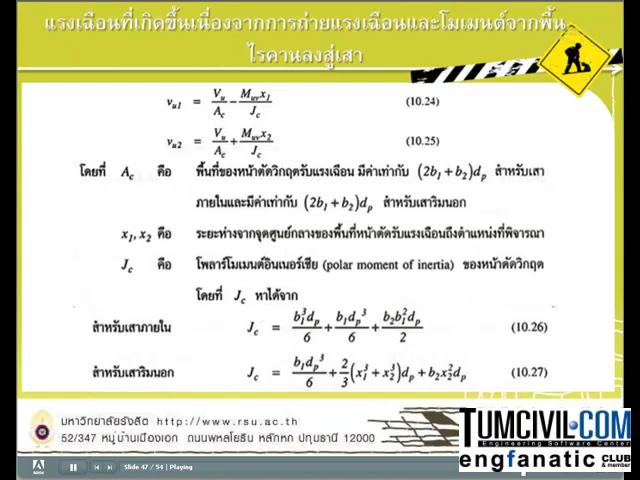 แรงเฉือนที่เกิดขึ้นเนื่องจากการถ่ายแรงเฉือนและโมเมนต์จากพื้น
ไร้คานลงสู่เสา
v_u1 = V_u/A_c − M_uv x_1/J_c (10.24)
v_u2 = V_u/A_c + M_uv x_2/J_c (10.25)
โดยที่ A_c คือ พื้นที่ของหน้าตัดวิกฤตรับแรงเฉือน มีค่าเท่ากับ (2b_1 + b_2)d_p สำหรับเสา
ภายในและมีค่าเท่ากับ (2b_1 + b_2)d_p สำหรับเสาริมนอก
x_1, x_2 คือ ระยะห่างจากจุดศูนย์กลางของพื้นที่หน้าตัดรับแรงเฉือนถึงตำแหน่งที่พิจารณา
J_c คือ โพลาร์โมเมนต์อินเนอร์เชีย (polar moment of inertia) ของหน้าตัดวิกฤต
โดยที่ J_c หาได้จาก
สำหรับเสาภายใน J_c = b_1^3 d_p/6 + b_1 d_p^3/6 + b_2 b_1^2 d_p/2 (10.26)
สำหรับเสาริมนอก J_c = b_1 d_p^3/6 + 2/3(x_1^3 + x_2^3)d_p + b_2 x_2^2 d_p (10.27)
มหาวิทยาลัยรังสิต http://www.rsu.ac.th
52/347 หมู่บ้านเมืองเอก ถนนพหลโยธิน หลักหก ปทุมธานี 12000
TUMCIVIL.COM
Engineering Software Center
engfanatic CLUB
& member
Slide 47 / 54 | Playing